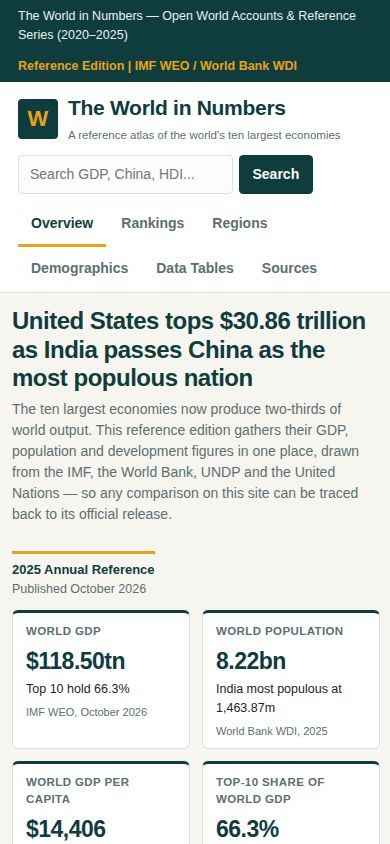 The World in Numbers — Open World Accounts & Reference
Series (2020–2025)
Reference Edition | IMF WEO / World Bank WDI
W
The World in Numbers
A reference atlas of the world's ten largest economies
Search GDP, China, HDI...
Search
Overview Rankings Regions
Demographics Data Tables Sources
United States tops $30.86 trillion
as India passes China as the
most populous nation
The ten largest economies now produce two-thirds of
world output. This reference edition gathers their GDP,
population and development figures in one place, drawn
from the IMF, the World Bank, UNDP and the United
Nations — so any comparison on this site can be traced
back to its official release.
2025 Annual Reference
Published October 2026
WORLD GDP
$118.50tn
Top 10 hold 66.3%
IMF WEO, October 2026
WORLD POPULATION
8.22bn
India most populous at
1,463.87m
World Bank WDI, 2025
WORLD GDP PER
CAPITA
$14,406
TOP-10 SHARE OF
WORLD GDP
66.3%